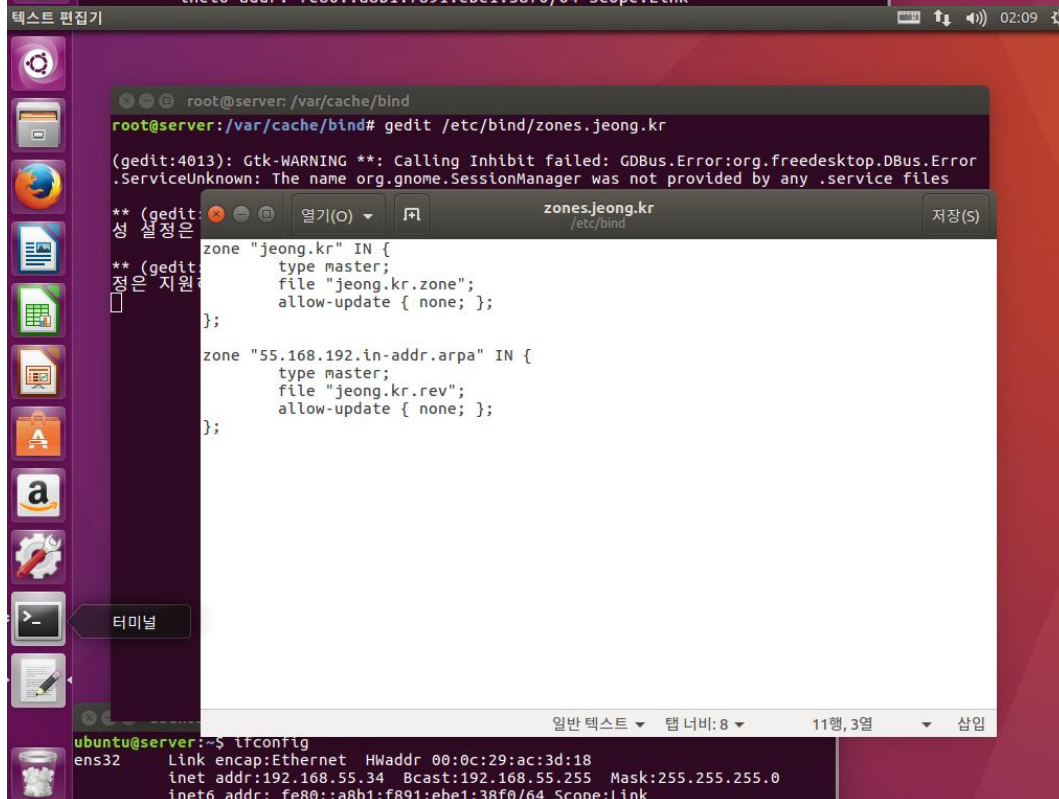 텍스트 편집기
02:09
root@server: /var/cache/bind
root@server:/var/cache/bind# gedit /etc/bind/zones.jeong.kr
(gedit:4013): Gtk-WARNING **: Calling Inhibit failed: GDBus.Error:org.freedesktop.DBus.Error
.ServiceUnknown: The name org.gnome.SessionManager was not provided by any .service files
** (gedit:
성 설정은
** (gedit:
정은
열기(O)
zones.jeong.kr
/etc/bind
저장(S)
zone "jeong.kr" IN {
type master;
file "jeong.kr.zone";
allow-update { none; };
};
zone "55.168.192.in-addr.arpa" IN {
type master;
file "jeong.kr.rev";
allow-update { none; };
};
터미널
일반 텍스트 탭 너비: 8 11행, 3열 삽입
ubuntu@server:~$ ifconfig
ens32 Link encap:Ethernet HWaddr 00:0c:29:ac:3d:18
inet addr:192.168.55.34 Bcast:192.168.55.255 Mask:255.255.255.0
inet6 addr: fe80::a8b1:f891:ebe1:38f0/64 Scope:Link